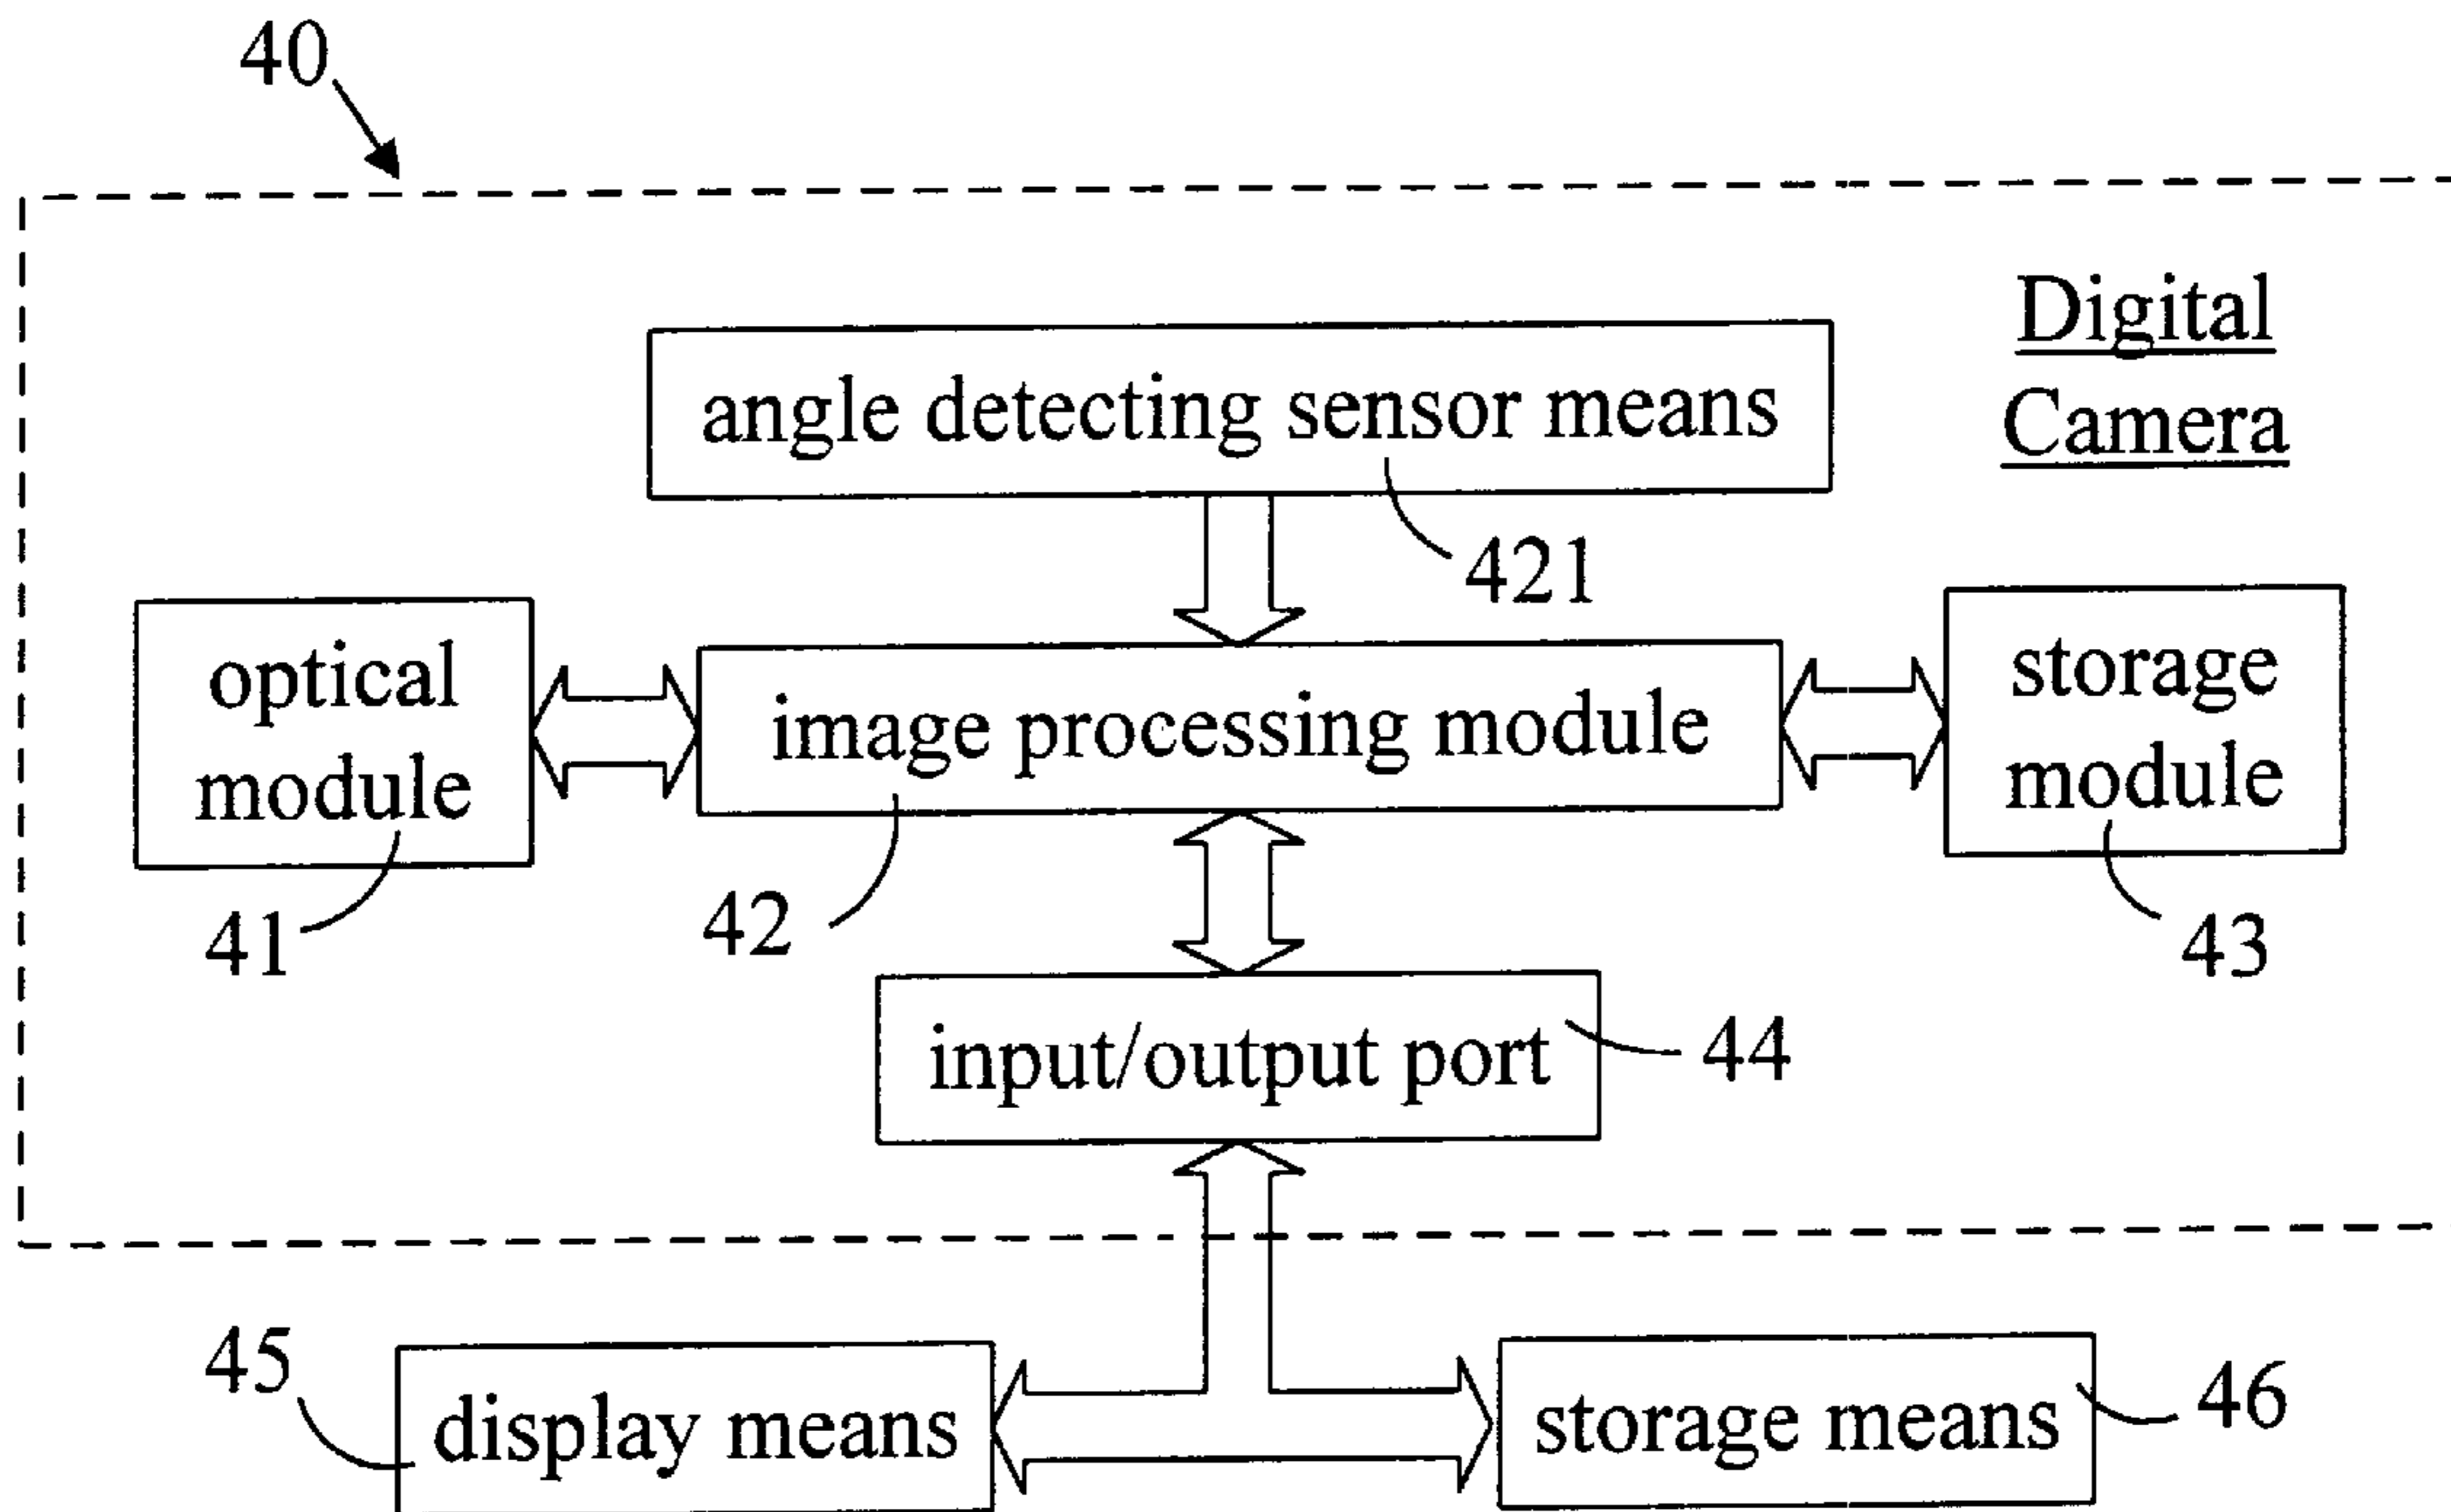 40
Digital
Camera
angle detecting sensor means
421
optical
module
image processing module
storage
module
41
42
43
input/output port
44
45
display means
storage means
46